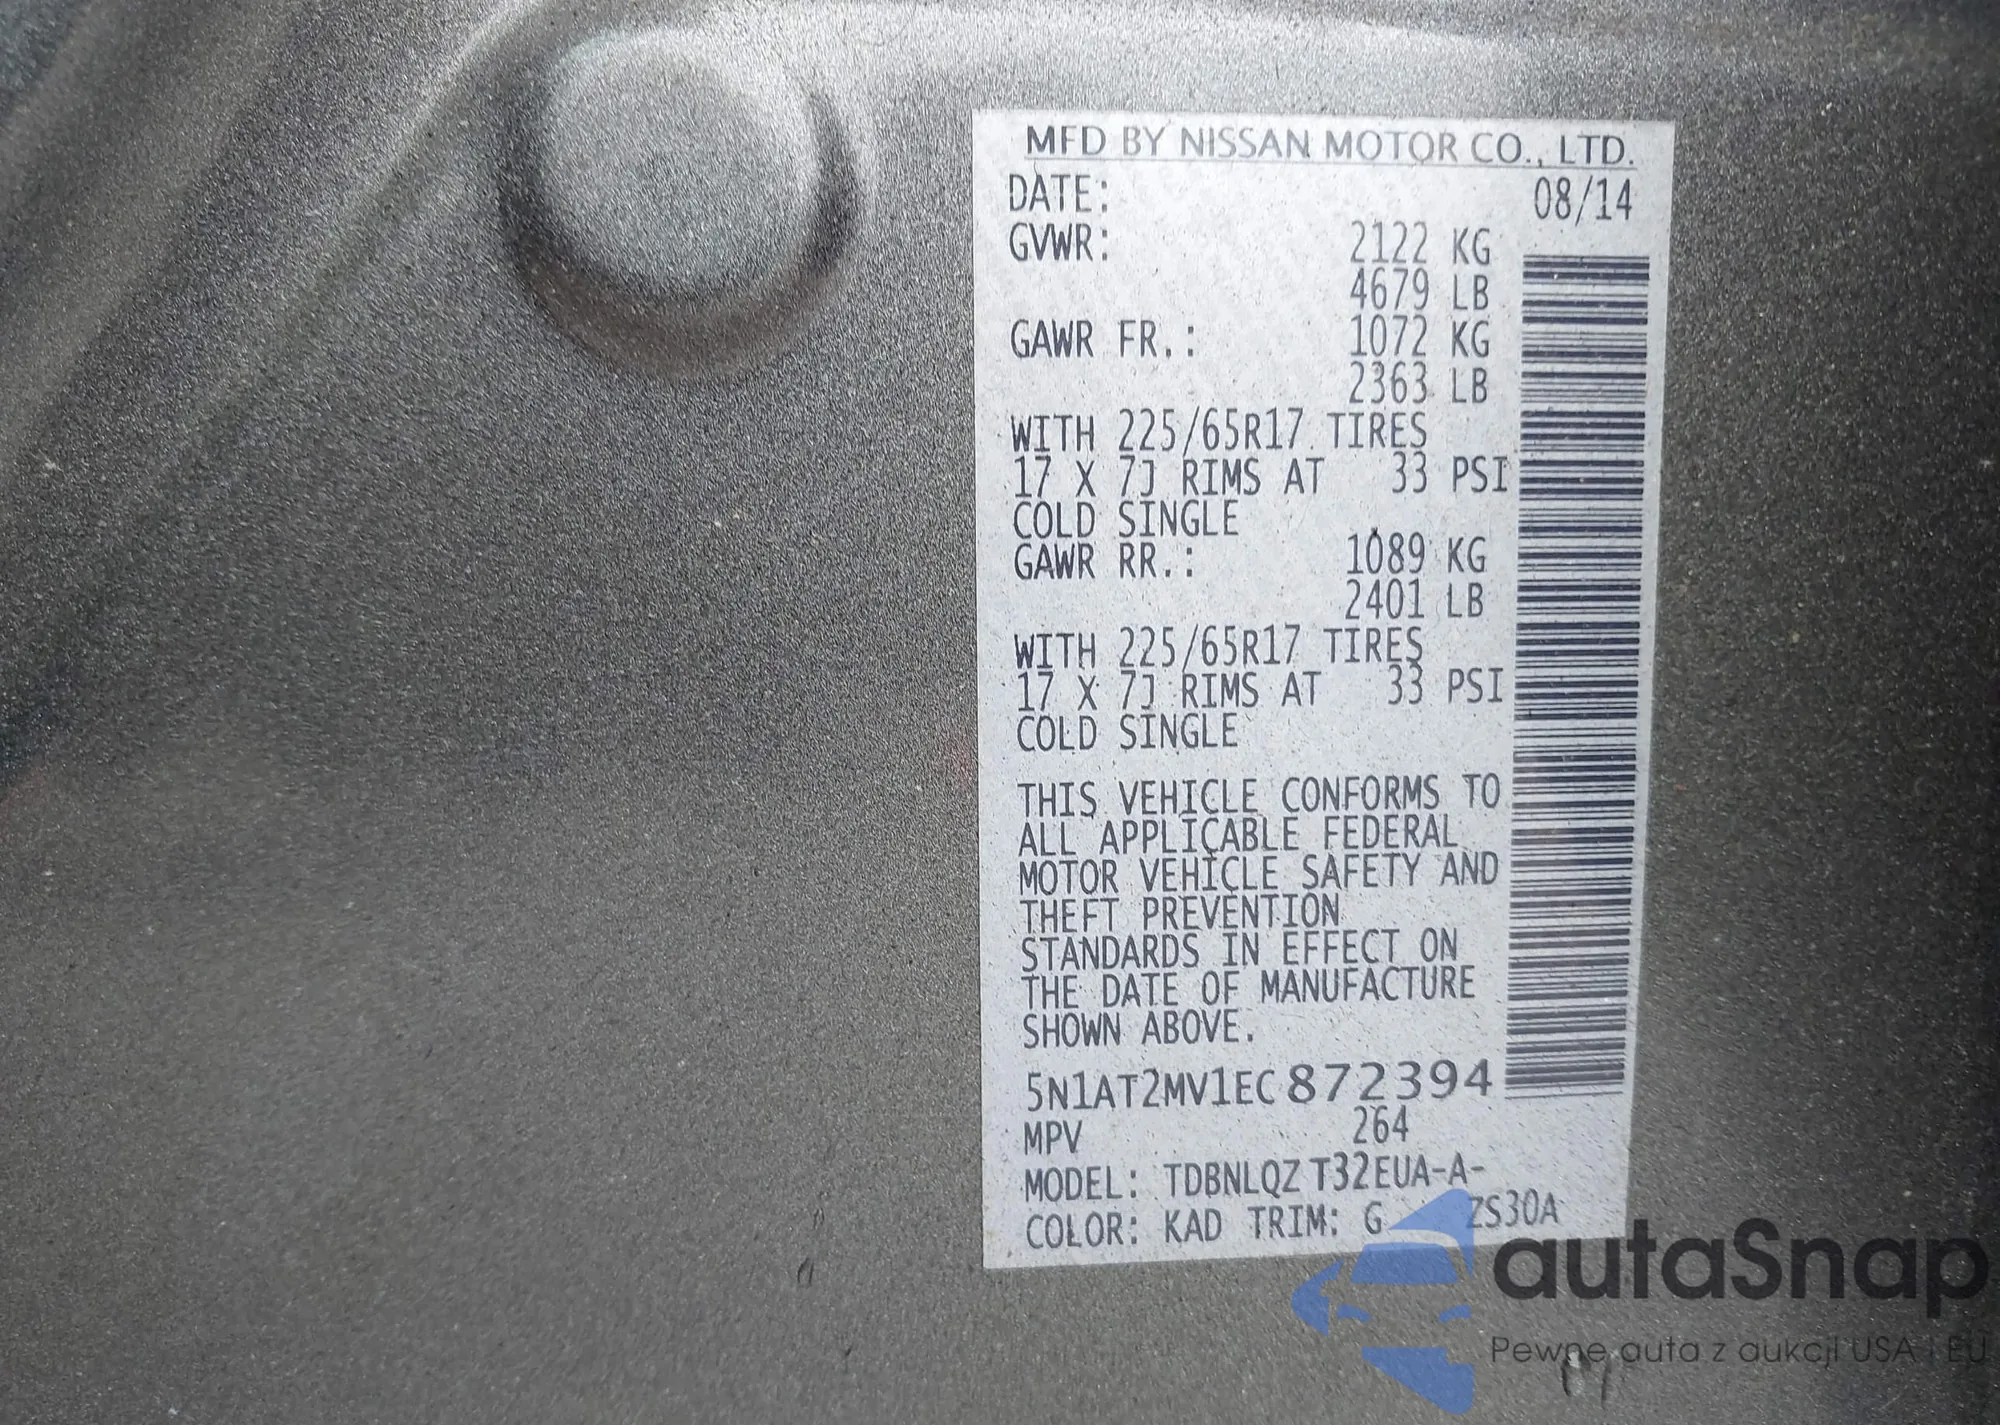 MFD BY NISSAN MOTOR CO., LTD.
DATE: 08/14
GVWR: 2122 KG
4679 LB
GAWR FR.: 1072 KG
2363 LB
WITH 225/65R17 TIRES
17 X 7J RIMS AT 33 PSI
COLD SINGLE
GAWR RR.: 1089 KG
2401 LB
WITH 225/65R17 TIRES
17 X 7J RIMS AT 33 PSI
COLD SINGLE
THIS VEHICLE CONFORMS TO
ALL APPLICABLE FEDERAL
MOTOR VEHICLE SAFETY AND
THEFT PREVENTION
STANDARDS IN EFFECT ON
THE DATE OF MANUFACTURE
SHOWN ABOVE.
5N1AT2MV1EC872394
MPV 264
MODEL: TDBNLQZ T32EUA-A-
COLOR: KAD TRIM: G ZS30A
autaSnap
Pewne auta z aukcji USA i EU